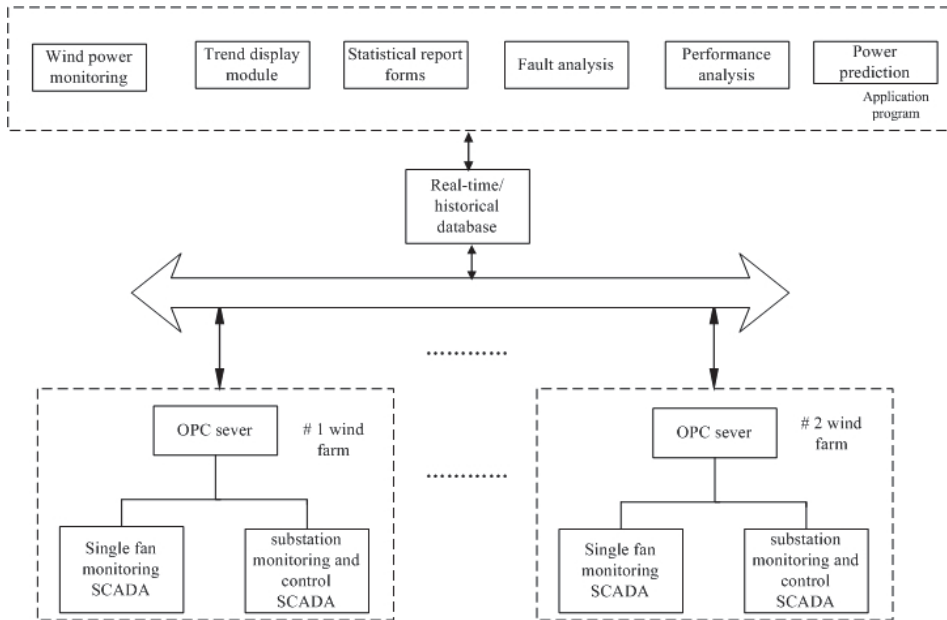 Wind power
monitoring
Trend display
module
Statistical report
forms
Fault analysis
Performance
analysis
Power
prediction
Application
program
Real-time/
historical
database
............
............
OPC sever
# 1 wind
farm
Single fan
monitoring
SCADA
substation
monitoring and
control
SCADA
OPC sever
# 2 wind
farm
Single fan
monitoring
SCADA
substation
monitoring and
control
SCADA